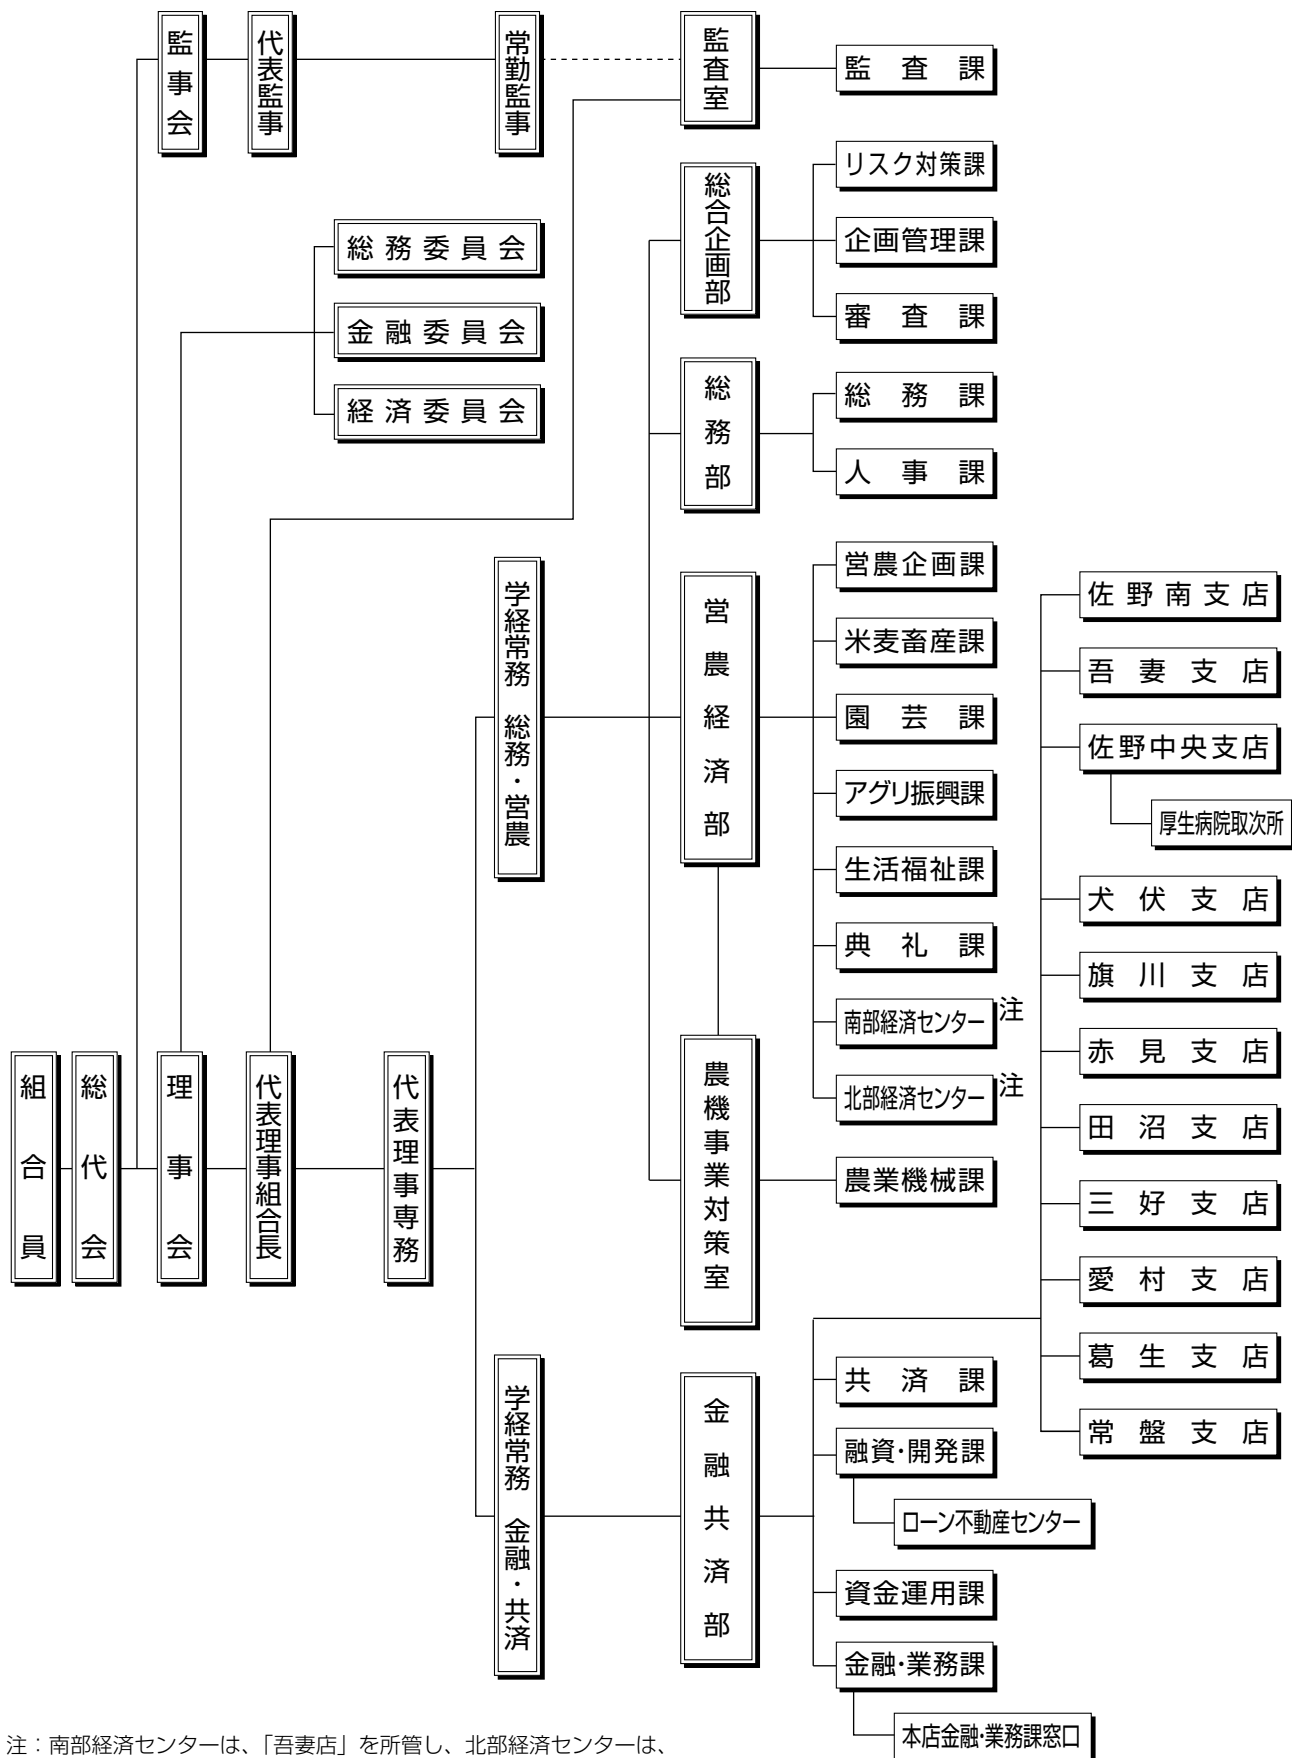 監事会
代表監事
常勤監事
監査室
監査課
総合企画部
リスク対策課
企画管理課
審査課
総務委員会
金融委員会
経済委員会
総務部
総務課
人事課
学経常務 総務・営農
営農経済部
営農企画課
米麦畜産課
園芸課
アグリ振興課
生活福祉課
典礼課
南部経済センター 注
北部経済センター 注
農機事業対策室
農業機械課
組合員
総代会
理事会
代表理事組合長
代表理事専務
学経常務 金融・共済
金融共済部
共済課
融資・開発課
ローン不動産センター
資金運用課
金融・業務課
本店金融・業務課窓口
佐野南支店
吾妻支店
佐野中央支店
厚生病院取次所
犬伏支店
旗川支店
赤見支店
田沼支店
三好支店
愛村支店
葛生支店
常盤支店
注：南部経済センターは、「吾妻店」を所管し、北部経済センターは、